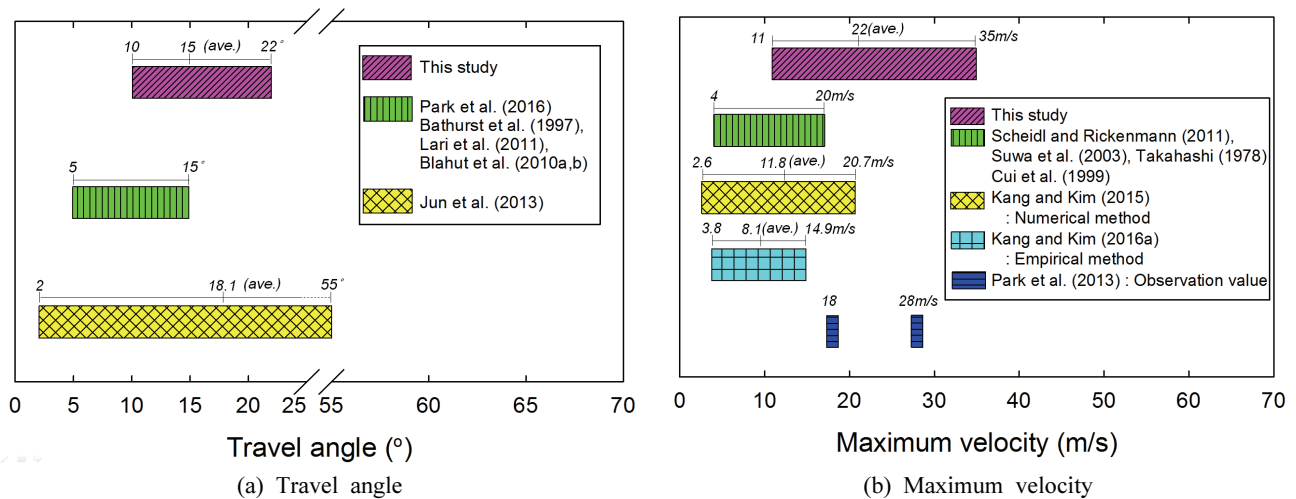 10 15 (ave.) 22°
5 15°
2 18.1 (ave.) 55°
This study
Park et al. (2016)
Bathurst et al. (1997),
Lari et al. (2011),
Blahut et al. (2010a,b)
Jun et al. (2013)
0 5 10 15 20 25 55 60 65 70
Travel angle (°)
(a) Travel angle
11 22(ave.) 35m/s
4 20m/s
2.6 11.8 (ave.) 20.7m/s
3.8 8.1(ave.) 14.9m/s
18 28m/s
This study
Scheidl and Rickenmann (2011),
Suwa et al. (2003), Takahashi (1978)
Cui et al. (1999)
Kang and Kim (2015)
: Numerical method
Kang and Kim (2016a)
: Empirical method
Park et al. (2013) : Observation value
0 10 20 30 40 50 60 70
Maximum velocity (m/s)
(b) Maximum velocity